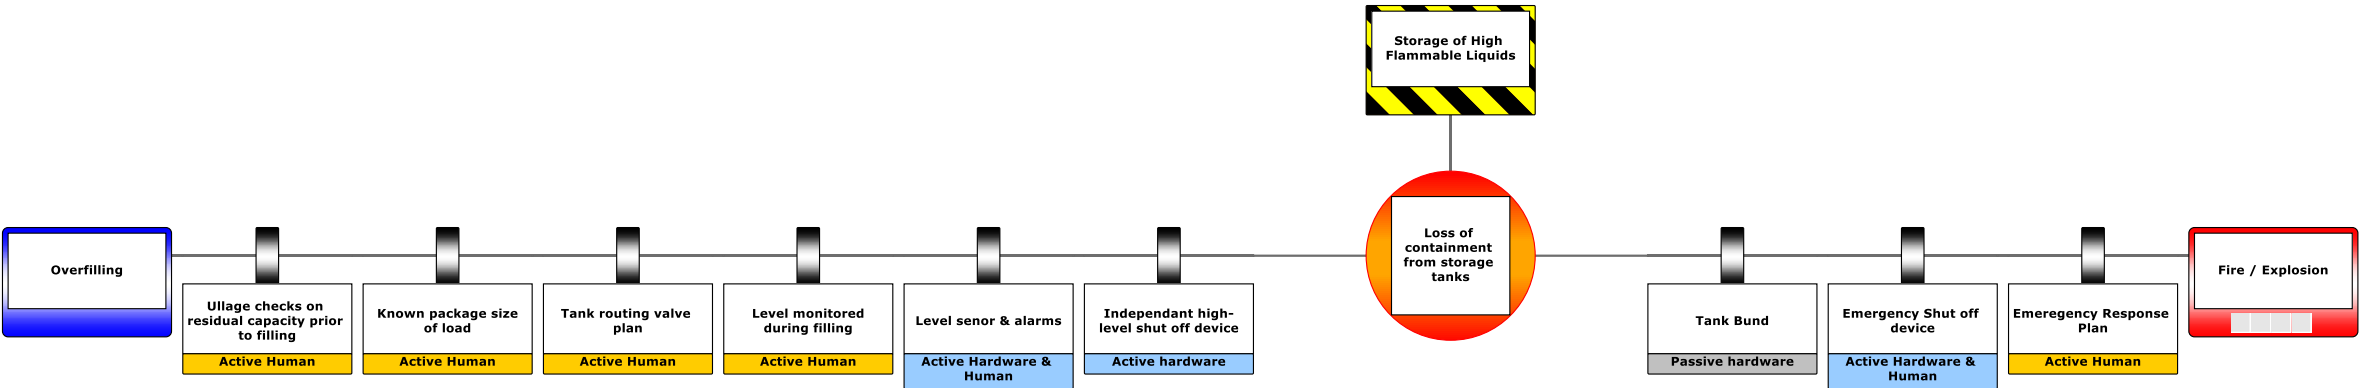 Storage of High
Flammable Liquids
Overfilling
Ullage checks on
residual capacity prior
to filling
Active Human
Known package size
of load
Active Human
Tank routing valve
plan
Active Human
Level monitored
during filling
Active Human
Level senor & alarms
Active Hardware &
Human
Independant high-
level shut off device
Active hardware
Loss of
containment
from storage
tanks
Tank Bund
Passive hardware
Emergency Shut off
device
Active Hardware &
Human
Emeregency Response
Plan
Active Human
Fire / Explosion